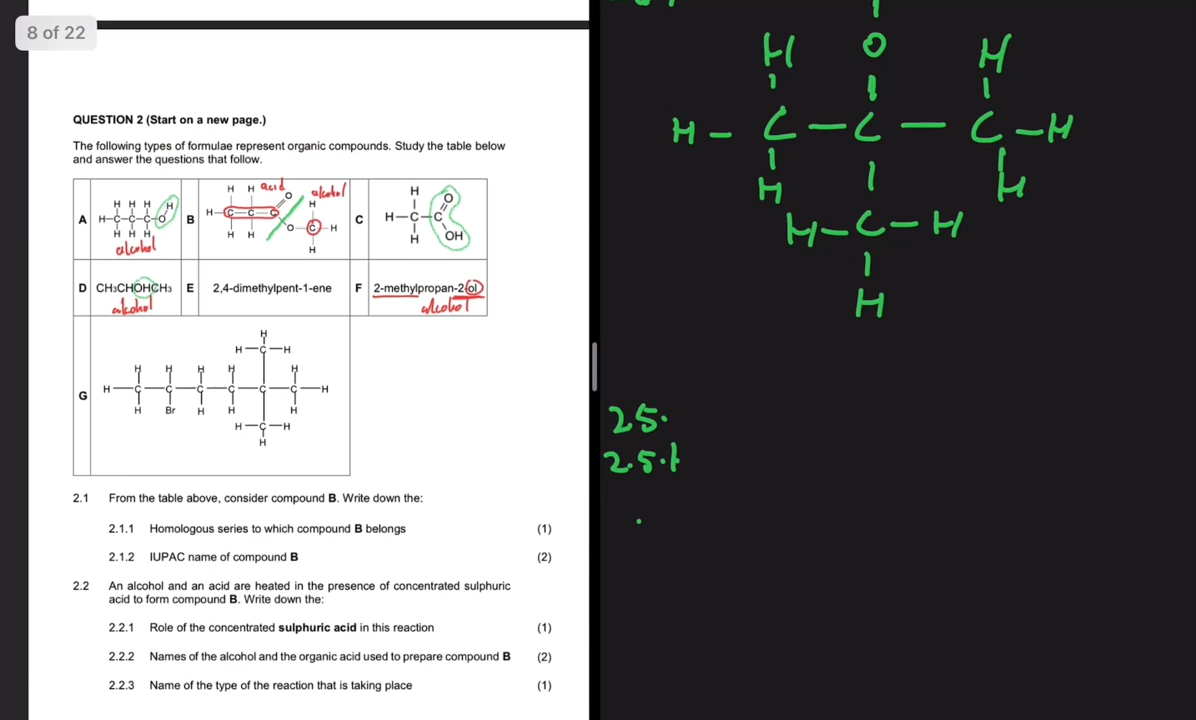 8 of 22
QUESTION 2 (Start on a new page.)
The following types of formulae represent organic compounds. Study the table below
and answer the questions that follow.
A
H H H H
H-C-C-C-O
H H H
alcohol
B
H H acid O alcohol
H-C-C-C H
O-C-H
H H H
C
H O
H-C-C
H OH
D CH₃CHOHCH₃
alcohol
E 2,4-dimethylpent-1-ene
F 2-methylpropan-2-ol
alcohol
G
H
H-C-H
H H H H H
H-C-C-C-C-C-C-H
H Br H H H
H-C-H
H
2.1 From the table above, consider compound B. Write down the:
2.1.1 Homologous series to which compound B belongs (1)
2.1.2 IUPAC name of compound B (2)
2.2 An alcohol and an acid are heated in the presence of concentrated sulphuric
acid to form compound B. Write down the:
2.2.1 Role of the concentrated sulphuric acid in this reaction (1)
2.2.2 Names of the alcohol and the organic acid used to prepare compound B (2)
2.2.3 Name of the type of the reaction that is taking place (1)
H O H
H-C-C-C-H
H H
H-C-H
H
25.
2.5.1